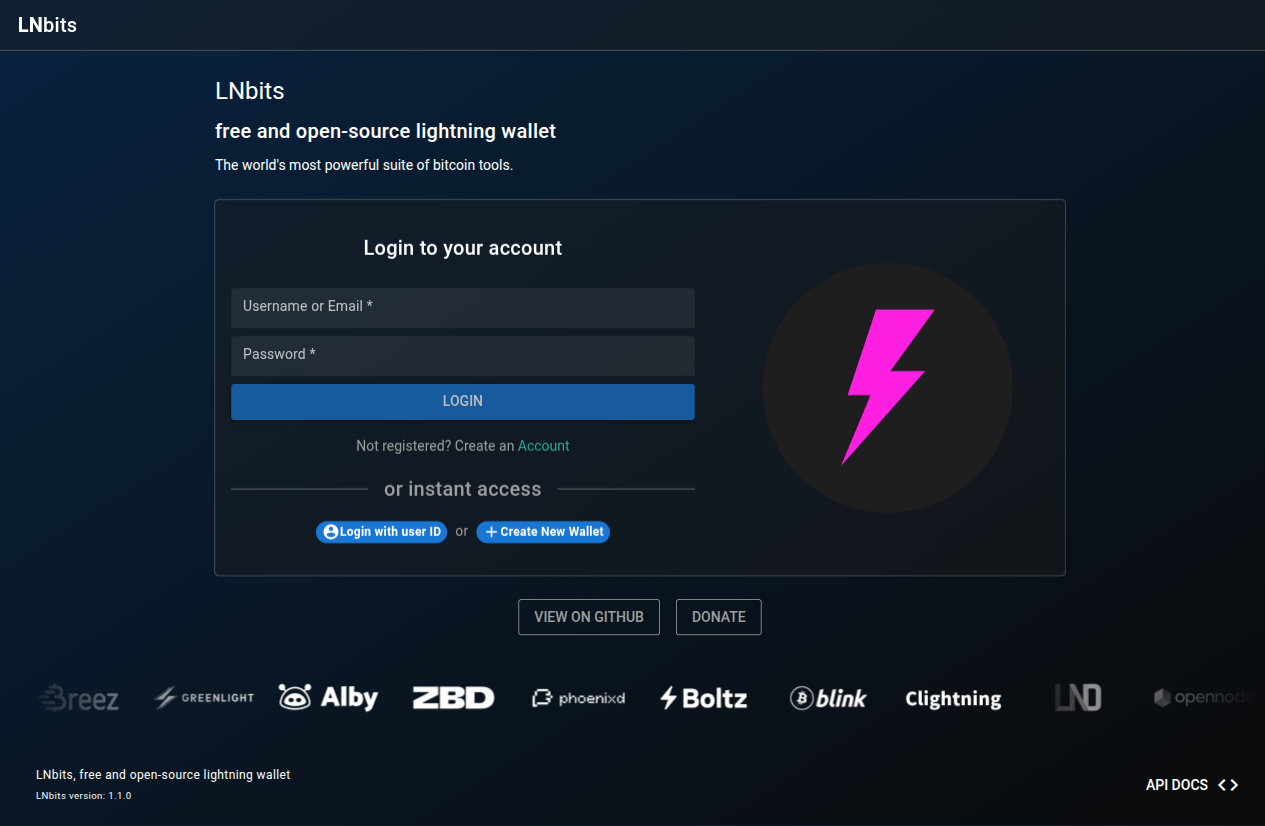 LNbits
LNbits
free and open-source lightning wallet
The world's most powerful suite of bitcoin tools.
Login to your account
Username or Email *
Password *
LOGIN
Not registered? Create an Account
or instant access
Login with user ID or Create New Wallet
VIEW ON GITHUB DONATE
Breez GREENLIGHT Alby ZBD phoenixd Boltz blink Clightning LND opennode
LNbits, free and open-source lightning wallet
LNbits version: 1.1.0
API DOCS